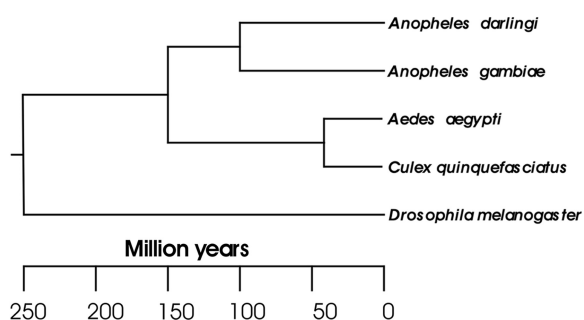 Anopheles darlingi
Anopheles gambiae
Aedes aegypti
Culex quinquefasciatus
Drosophila melanogaster
Million years
250 200 150 100 50 0